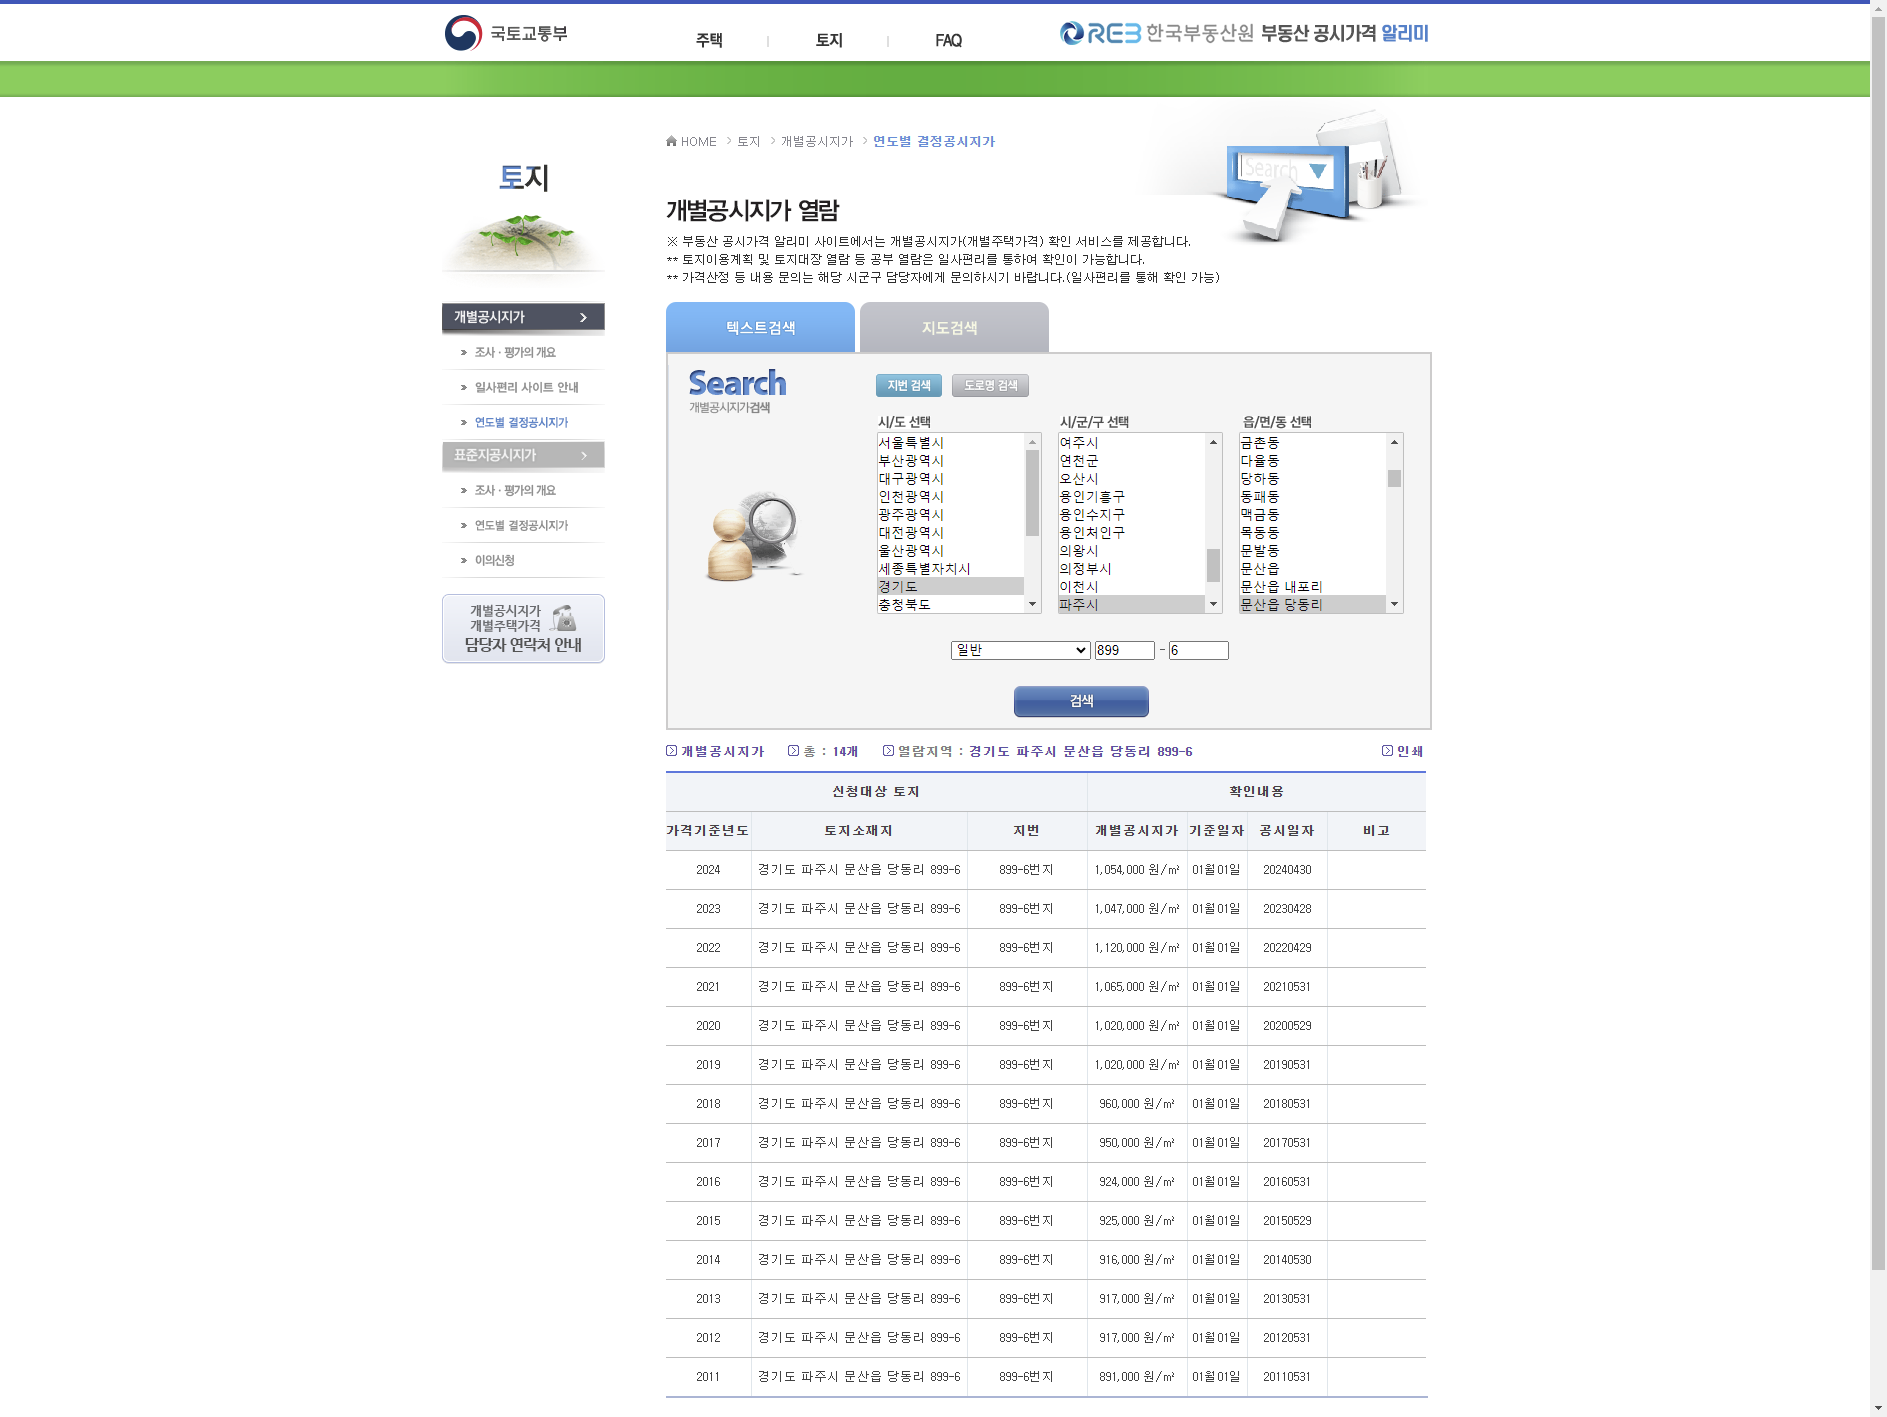 국토교통부
주택
토지
FAQ
REB 한국부동산원 부동산 공시가격 알리미
HOME > 토지 > 개별공시지가 > 연도별 결정공시지가
Search
토지
개별공시지가 열람
※ 부동산 공시가격 알리미 사이트에서는 개별공시지가(개별주택가격) 확인 서비스를 제공합니다.
** 토지이용계획 및 토지대장 열람 등 공부 열람은 일사편리를 통하여 확인이 가능합니다.
** 가격산정 등 내용 문의는 해당 시군구 담당자에게 문의하시기 바랍니다.(일사편리를 통해 확인 가능)
개별공시지가
조사 · 평가의 개요
일사편리 사이트 안내
연도별 결정공시지가
표준지공시지가
조사 · 평가의 개요
연도별 결정공시지가
이의신청
개별공시지가
개별주택가격
담당자 연락처 안내
텍스트검색
지도검색
Search
개별공시지가검색
지번 검색
도로명 검색
시/도 선택
서울특별시
부산광역시
대구광역시
인천광역시
광주광역시
대전광역시
울산광역시
세종특별자치시
경기도
충청북도
시/군/구 선택
여주시
연천군
오산시
용인기흥구
용인수지구
용인처인구
의왕시
의정부시
이천시
파주시
읍/면/동 선택
금촌동
다율동
당하동
동패동
맥금동
목동동
문발동
문산읍
문산읍 내포리
문산읍 당동리
일반 899 - 6
검색
개별공시지가 총 : 14개 열람지역 : 경기도 파주시 문산읍 당동리 899-6 인쇄
신청대상 토지 확인내용
가격기준년도 토지소재지 지번 개별공시지가 기준일자 공시일자 비고
2024 경기도 파주시 문산읍 당동리 899-6 899-6번지 1,054,000 원/㎡ 01월01일 20240430
2023 경기도 파주시 문산읍 당동리 899-6 899-6번지 1,047,000 원/㎡ 01월01일 20230428
2022 경기도 파주시 문산읍 당동리 899-6 899-6번지 1,120,000 원/㎡ 01월01일 20220429
2021 경기도 파주시 문산읍 당동리 899-6 899-6번지 1,065,000 원/㎡ 01월01일 20210531
2020 경기도 파주시 문산읍 당동리 899-6 899-6번지 1,020,000 원/㎡ 01월01일 20200529
2019 경기도 파주시 문산읍 당동리 899-6 899-6번지 1,020,000 원/㎡ 01월01일 20190531
2018 경기도 파주시 문산읍 당동리 899-6 899-6번지 960,000 원/㎡ 01월01일 20180531
2017 경기도 파주시 문산읍 당동리 899-6 899-6번지 950,000 원/㎡ 01월01일 20170531
2016 경기도 파주시 문산읍 당동리 899-6 899-6번지 924,000 원/㎡ 01월01일 20160531
2015 경기도 파주시 문산읍 당동리 899-6 899-6번지 925,000 원/㎡ 01월01일 20150529
2014 경기도 파주시 문산읍 당동리 899-6 899-6번지 916,000 원/㎡ 01월01일 20140530
2013 경기도 파주시 문산읍 당동리 899-6 899-6번지 917,000 원/㎡ 01월01일 20130531
2012 경기도 파주시 문산읍 당동리 899-6 899-6번지 917,000 원/㎡ 01월01일 20120531
2011 경기도 파주시 문산읍 당동리 899-6 899-6번지 891,000 원/㎡ 01월01일 20110531